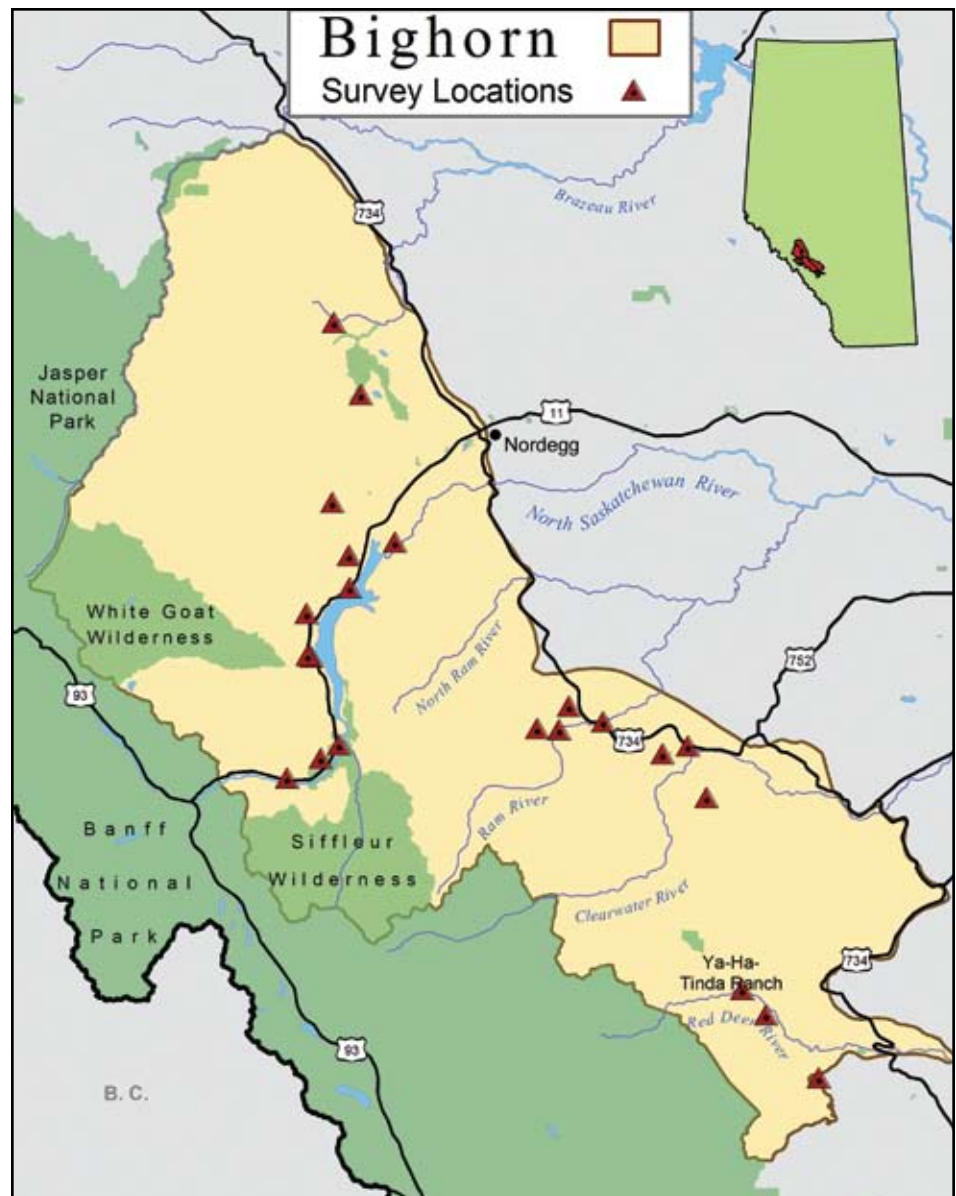 Bighorn
Survey Locations
734
Brazeau River
Jasper
National
Park
11
Nordegg
North Saskatchewan River
White Goat
Wilderness
North Ram River
752
93
734
Ram River
Banff
National
Park
Siffleur
Wilderness
Clearwater River
Ya-Ha-
Tinda Ranch
734
Red Deer River
93
B. C.